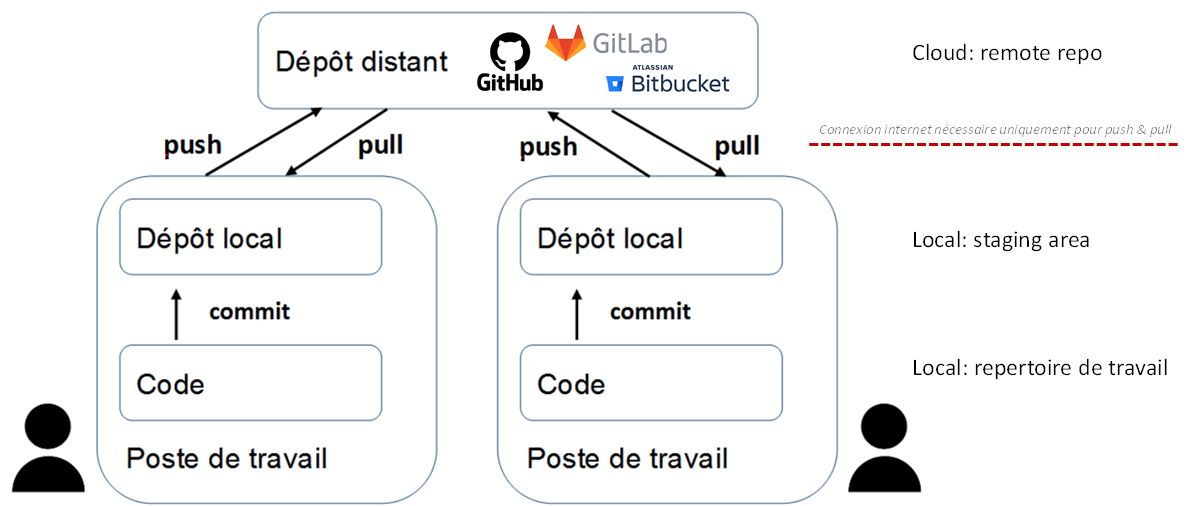 Dépôt distant
GitHub
GitLab
ATLASSIAN
Bitbucket
Cloud: remote repo
Connexion internet nécessaire uniquement pour push & pull
push
pull
push
pull
Dépôt local
Dépôt local
Local: staging area
commit
commit
Code
Code
Local: repertoire de travail
Poste de travail
Poste de travail